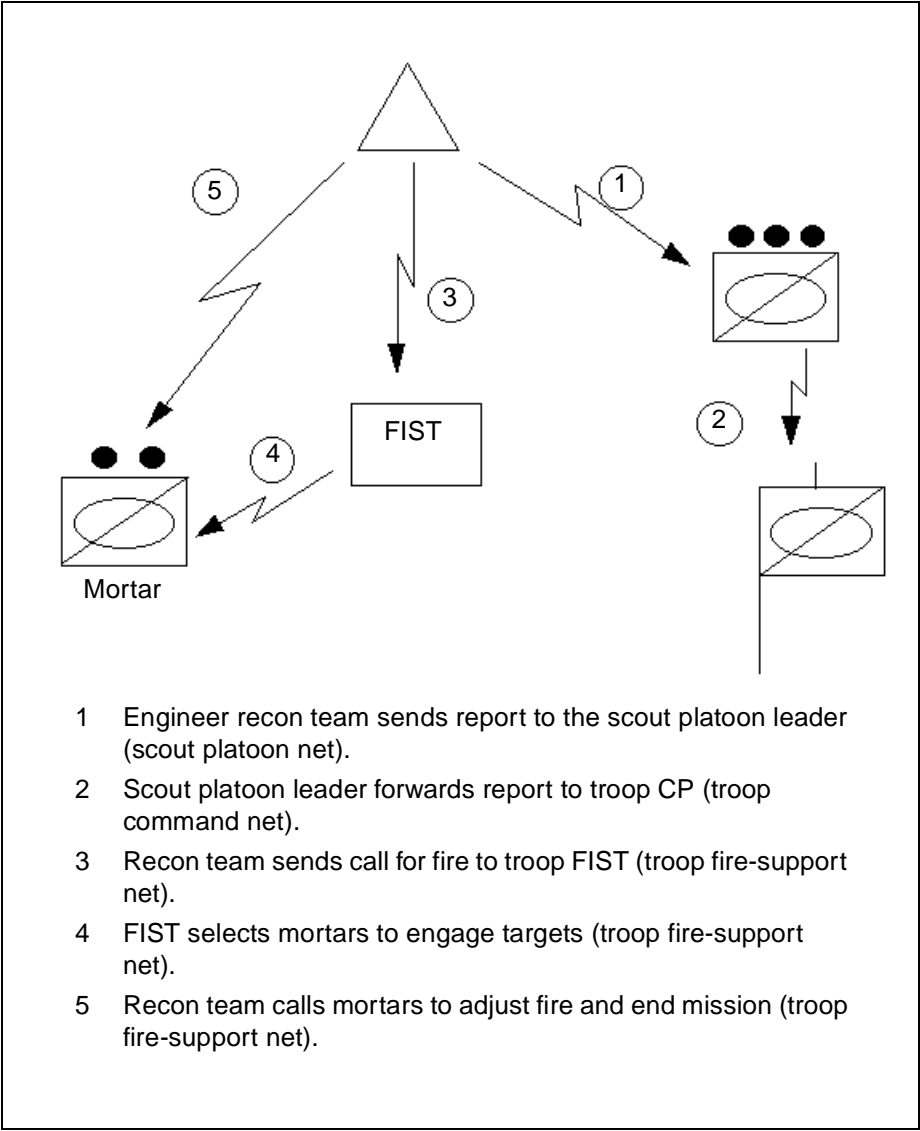 5
1
3
2
FIST
4
Mortar
1 Engineer recon team sends report to the scout platoon leader
(scout platoon net).
2 Scout platoon leader forwards report to troop CP (troop
command net).
3 Recon team sends call for fire to troop FIST (troop fire-support
net).
4 FIST selects mortars to engage targets (troop fire-support
net).
5 Recon team calls mortars to adjust fire and end mission (troop
fire-support net).